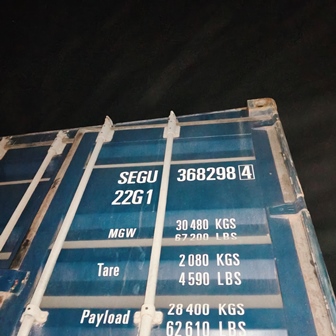 SEGU 368298 4
22G1
MGW 30 480 KGS
67 200 LBS
Tare 2 080 KGS
4 590 LBS
Payload 28 400 KGS
62 610 LBS